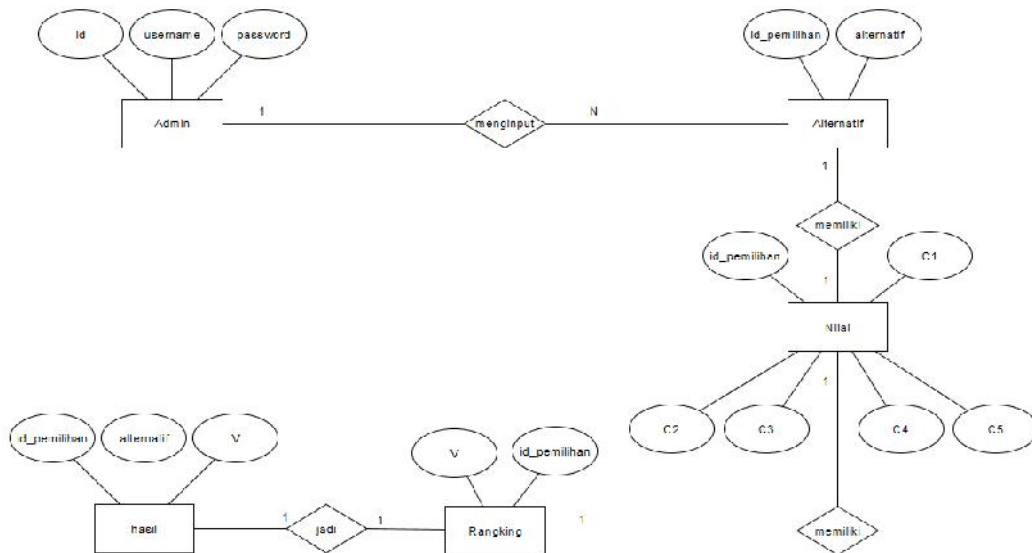 id
username
password
id_pemilihan
alternatif
Admin
1
menginput
N
Alternatif
1
memiliki
id_pemilihan
C1
1
Nilai
1
C2
C3
C4
C5
id_pemilihan
alternatif
V
V
id_pemilihan
hasil
1
jadi
1
Rangking
1
memiliki